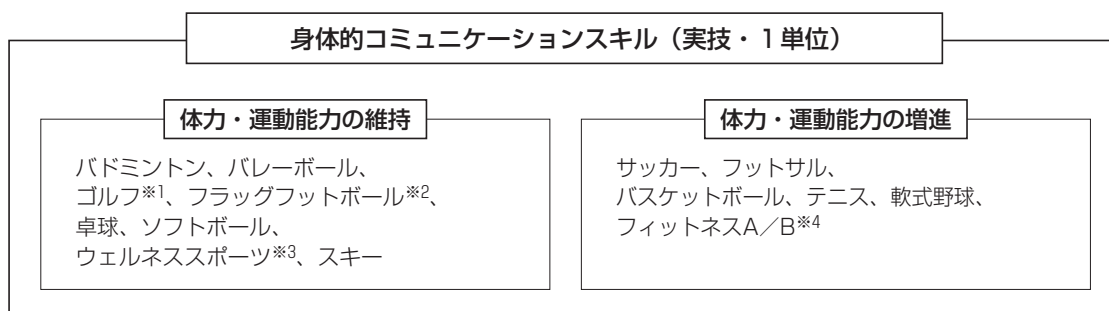 身体的コミュニケーションスキル（実技・１単位）
体力・運動能力の維持
バドミントン、バレーボール、
ゴルフ※1、フラッグフットボール※2、
卓球、ソフトボール、
ウェルネススポーツ※3、スキー
体力・運動能力の増進
サッカー、フットサル、
バスケットボール、テニス、軟式野球、
フィットネスA／B※4